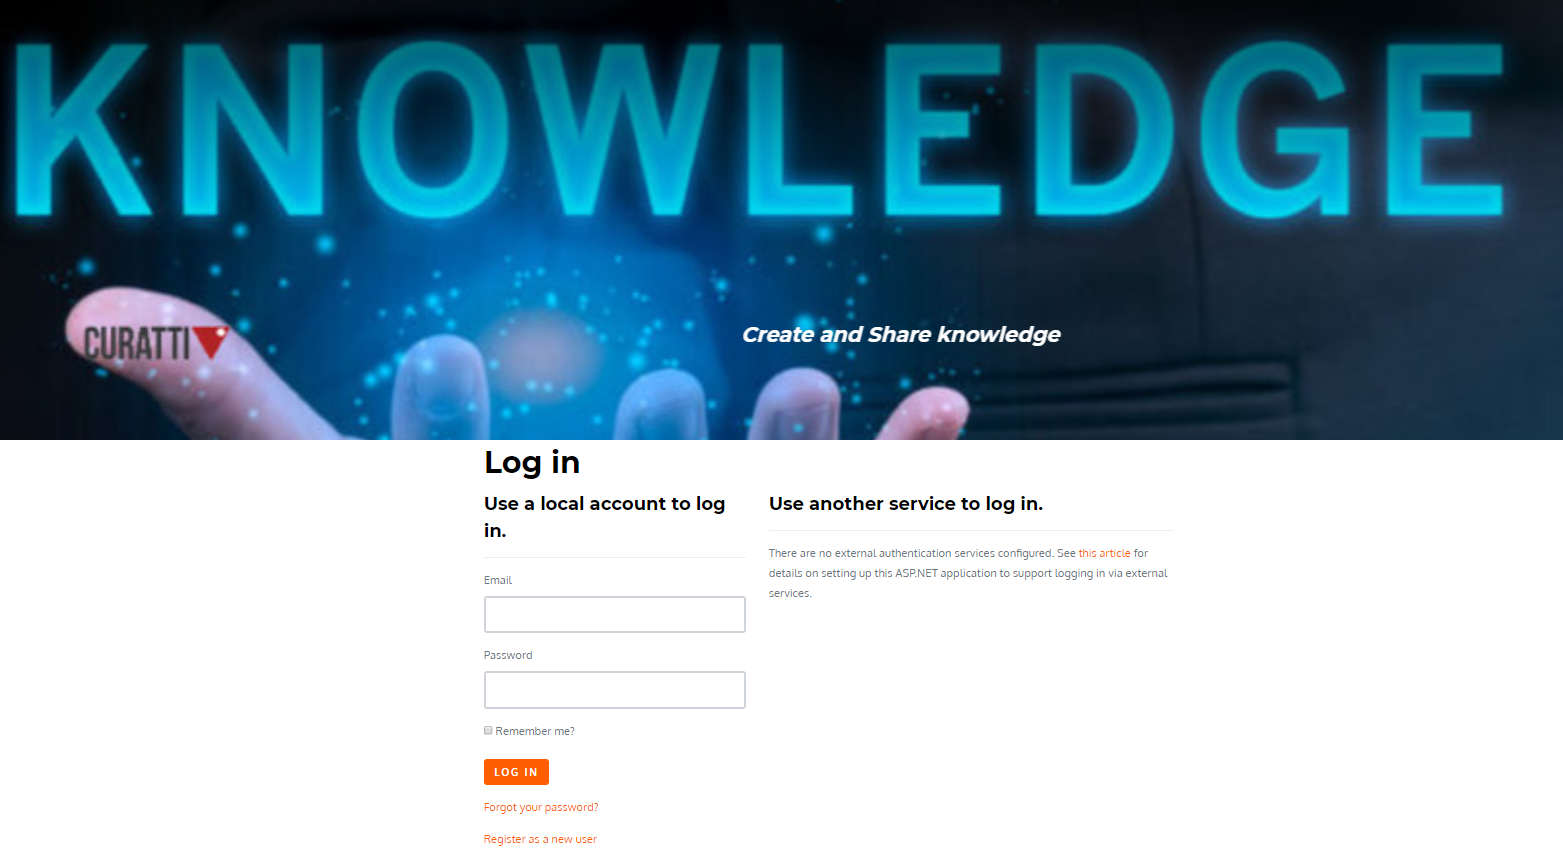 KNOWLEDGE
CURATTI
Create and Share knowledge
Log in
Use a local account to log
in.
Email
Password
Remember me?
LOG IN
Forgot your password?
Register as a new user
Use another service to log in.
There are no external authentication services configured. See this article for
details on setting up this ASP.NET application to support logging in via external
services.